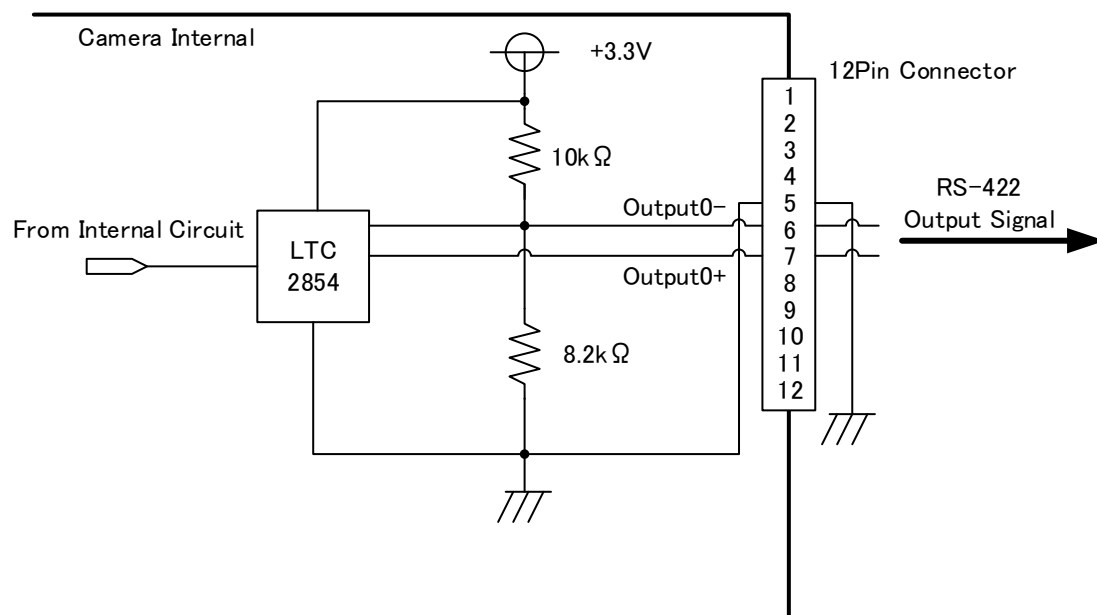 Camera Internal
+3.3V
12Pin Connector
1
2
3
4
5
6
7
8
9
10
11
12
10kΩ
RS-422
Output Signal
Output0-
From Internal Circuit
LTC
2854
Output0+
8.2kΩ